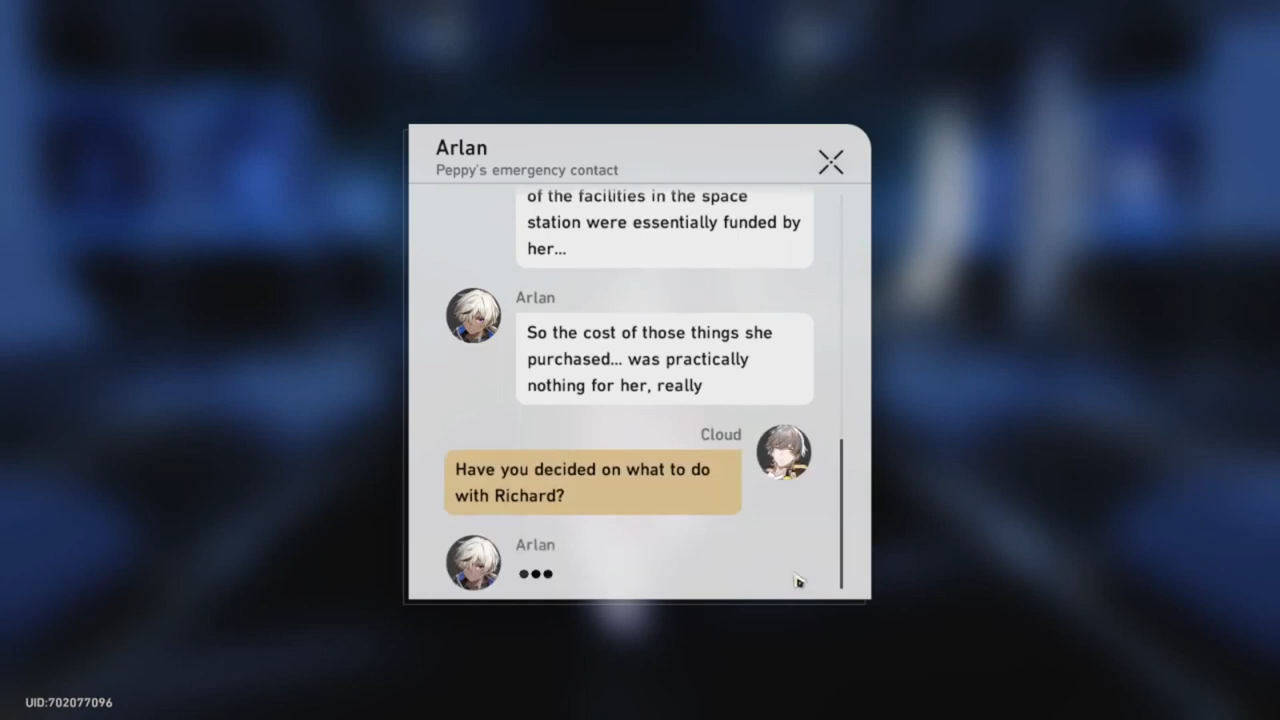 Arlan
Peppy's emergency contact
of the facilities in the space
station were essentially funded by
her...
Arlan
So the cost of those things she
purchased... was practically
nothing for her, really
Cloud
Have you decided on what to do
with Richard?
Arlan
UID:702077096